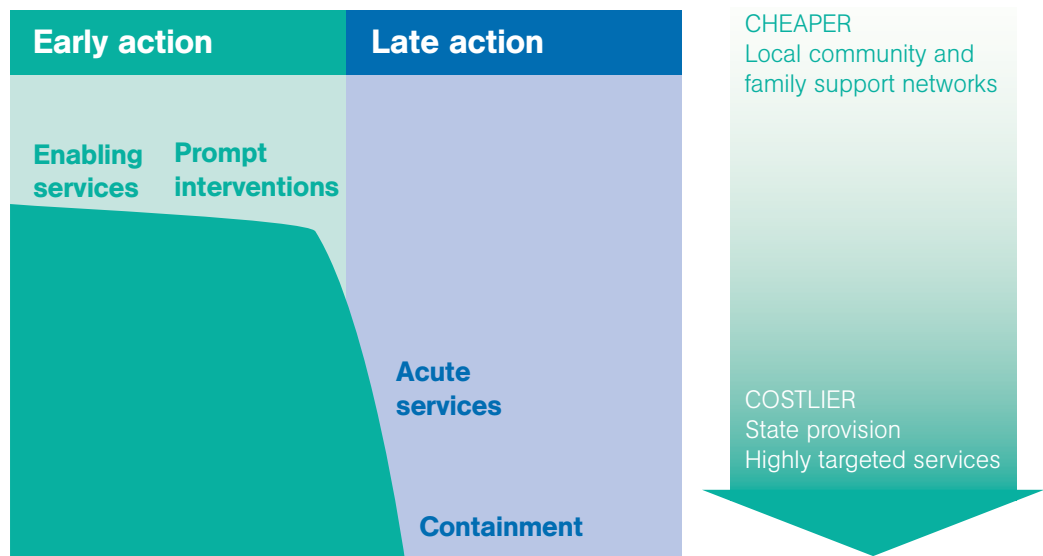 Early action
Late action
Enabling
services
Prompt
interventions
Acute
services
Containment
CHEAPER
Local community and
family support networks
COSTLIER
State provision
Highly targeted services